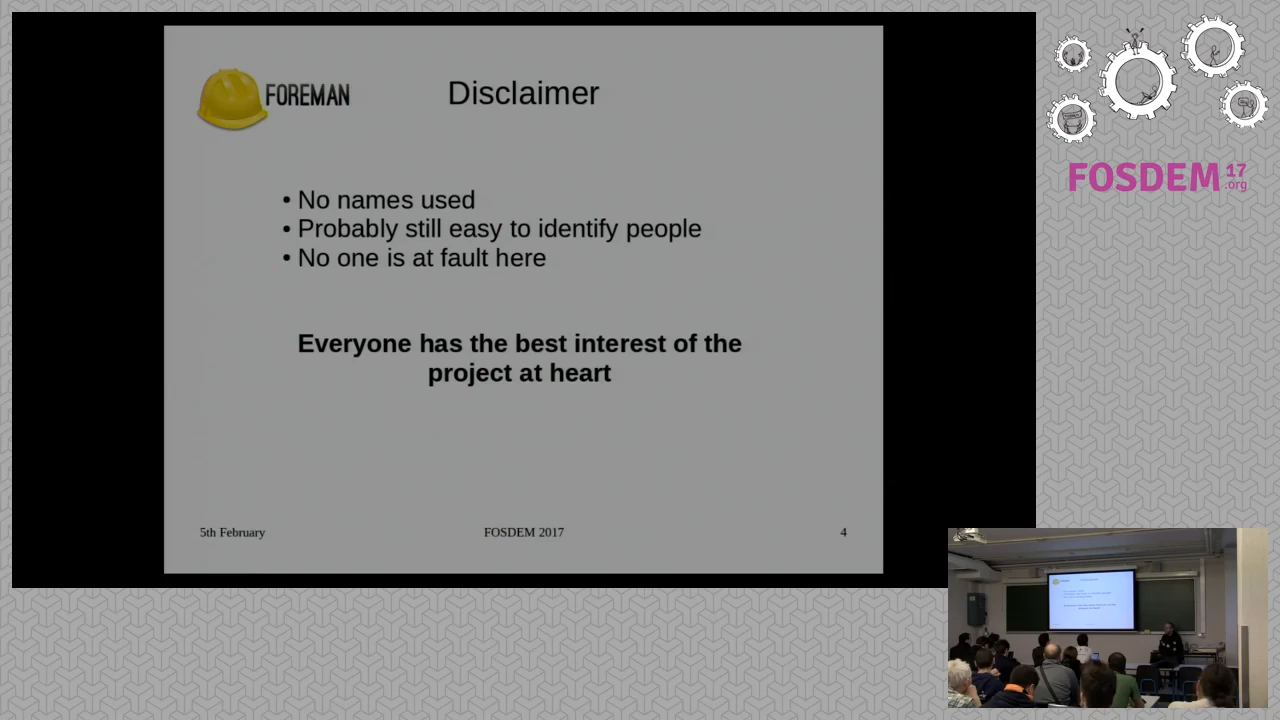 FOREMAN
Disclaimer
• No names used
• Probably still easy to identify people
• No one is at fault here
Everyone has the best interest of the
project at heart
5th February
FOSDEM 2017
4
FOSDEM 17
.org